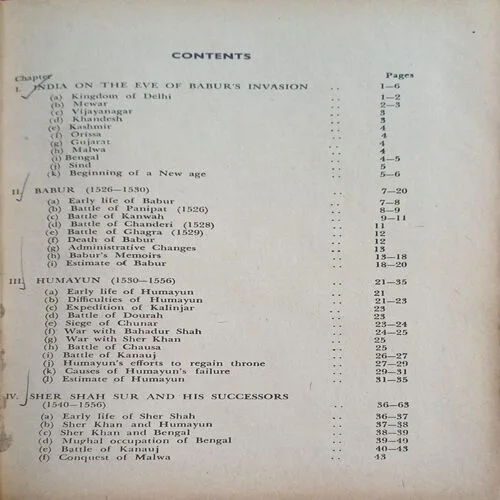 CONTENTS
Chapter Pages
I. INDIA ON THE EVE OF BABUR'S INVASION .. 1—6
(a) Kingdom of Delhi .. 1—2
(b) Mewar .. 2—3
(c) Vijayanagar .. 3
(d) Khandesh .. 3
(e) Kashmir .. 4
(f) Orissa .. 4
(g) Gujarat .. 4
(h) Malwa .. 4
(i) Bengal .. 4—5
(j) Sind .. 5
(k) Beginning of a New age .. 5—6
II. BABUR (1526—1530) .. 7—20
(a) Early life of Babur .. 7—8
(b) Battle of Panipat (1526) .. 8—9
(c) Battle of Kanwah .. 9—11
(d) Battle of Chanderi (1528) .. 11
(e) Battle of Ghagra (1529) .. 12
(f) Death of Babur .. 12
(g) Administrative Changes .. 13
(h) Babur's Memoirs .. 13—18
(i) Estimate of Babur .. 18—20
III. HUMAYUN (1530—1556) .. 21—35
(a) Early life of Humayun .. 21
(b) Difficulties of Humayun .. 21—23
(c) Expedition of Kalinjar .. 23
(d) Battle of Dourah .. 23
(e) Siege of Chunar .. 23—24
(f) War with Bahadur Shah .. 24—25
(g) War with Sher Khan .. 25
(h) Battle of Chausa .. 25
(i) Battle of Kanauj .. 26—27
(j) Humayun's efforts to regain throne .. 27—29
(k) Causes of Humayun's failure .. 29—31
(l) Estimate of Humayun .. 31—35
IV. SHER SHAH SUR AND HIS SUCCESSORS
(1540—1556) .. 36—63
(a) Early life of Sher Shah .. 36—37
(b) Sher Khan and Humayun .. 37—38
(c) Sher Khan and Bengal .. 38—39
(d) Mughal occupation of Bengal .. 39—49
(e) Battle of Kanauj .. 40—43
(f) Conquest of Malwa .. 43